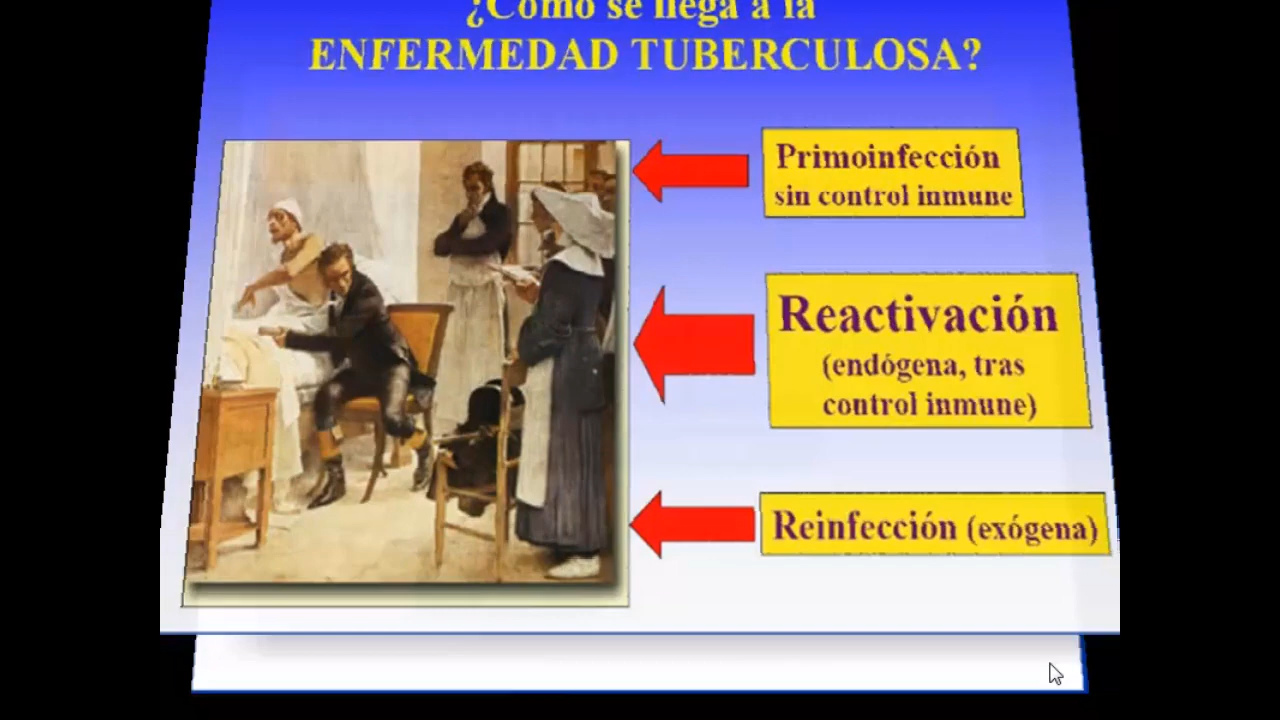 ¿Cómo se llega a la
ENFERMEDAD TUBERCULOSA?
Primoinfección
sin control inmune
Reactivación
(endógena, tras
control inmune)
Reinfección (exógena)